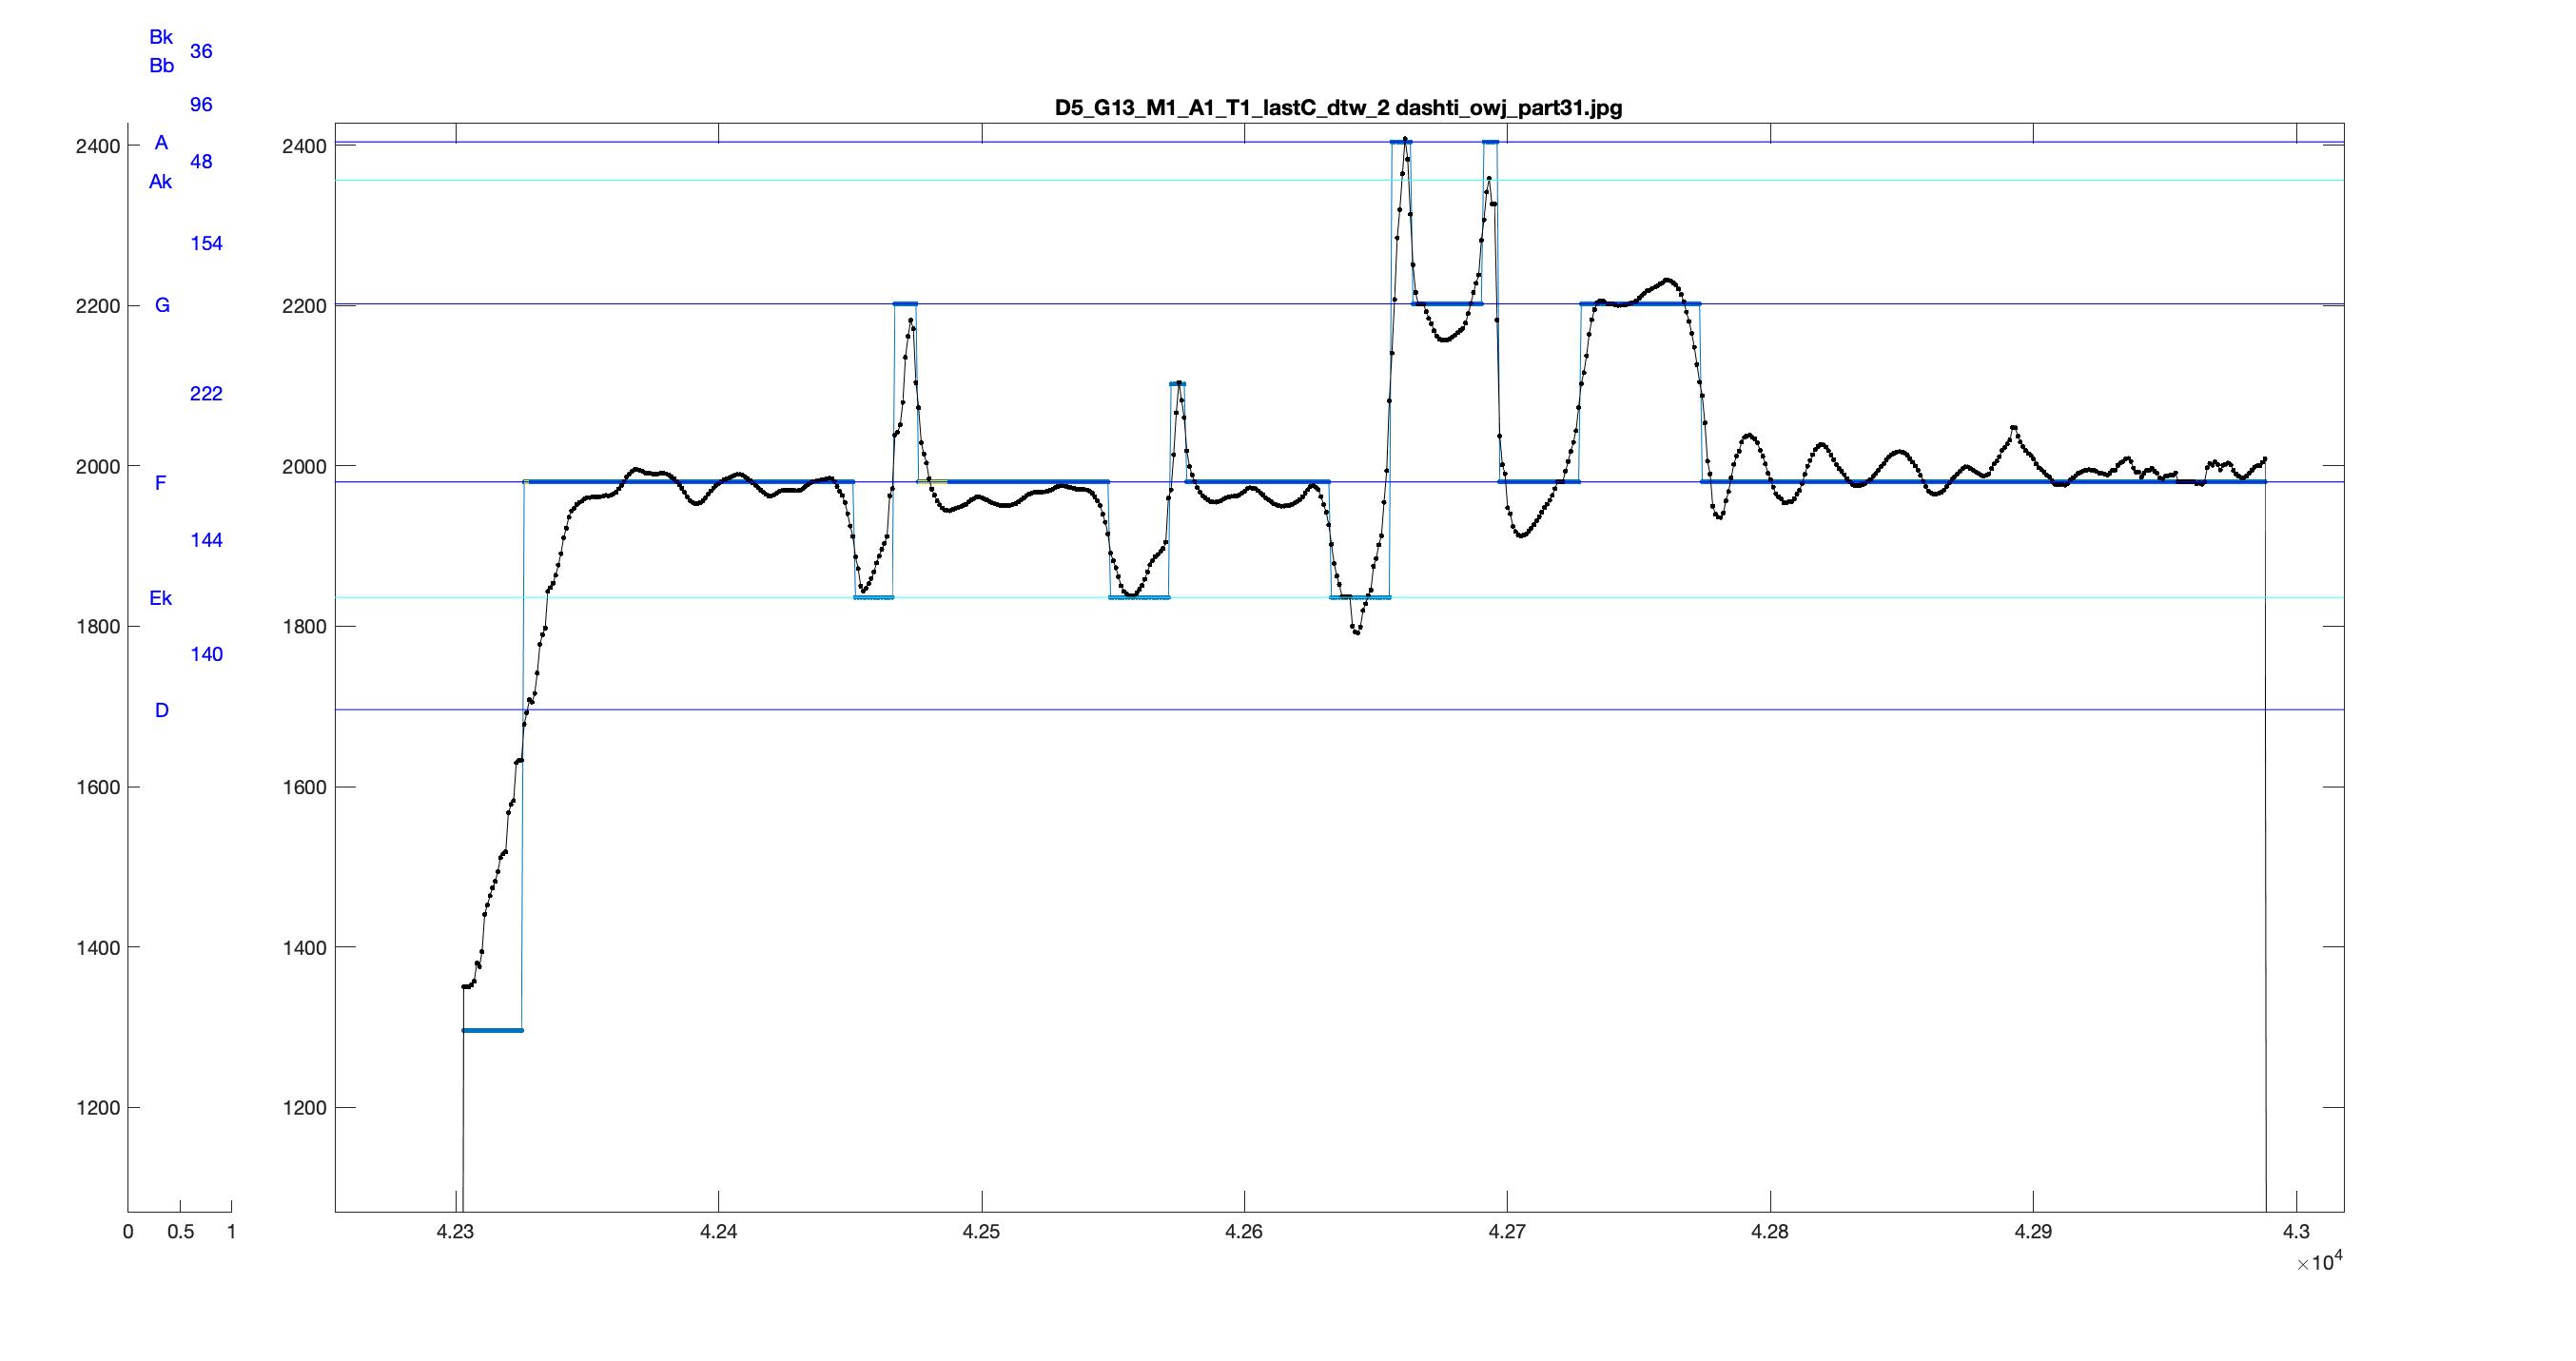 Bk
36
Bb
96
D5_G13_M1_A1_T1_lastC_dtw_2 dashti_owj_part31.jpg
2400 A 2400
48
Ak
154
2200 G 2200
222
2000 2000
F
144
Ek
1800 1800
140
D
1600 1600
1400 1400
1200 1200
0 0.5 1 4.23 4.24 4.25 4.26 4.27 4.28 4.29 4.3
×10⁴